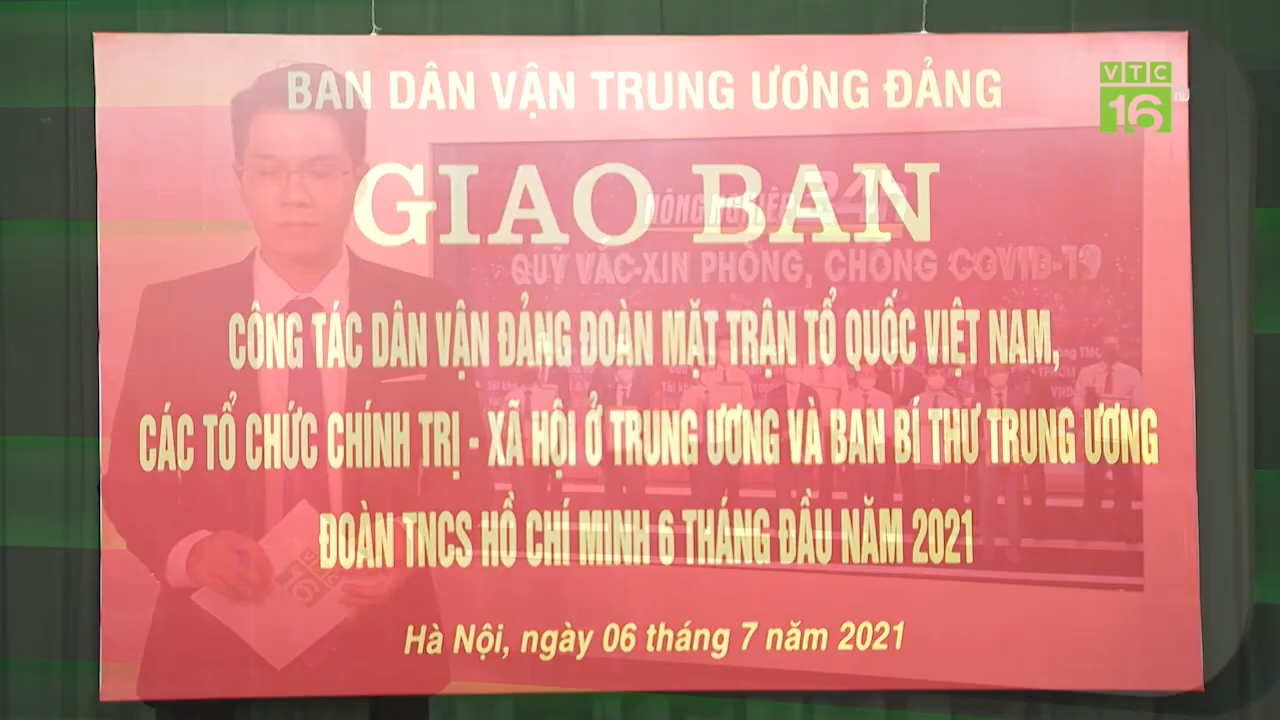 BAN DÂN VẬN TRUNG ƯƠNG ĐẢNG
VTC
16
GIAO BAN
NÔNG NGHIỆP 24h
QUỸ VẮC-XIN PHÒNG, CHỐNG COVID-19
CÔNG TÁC DÂN VẬN ĐẢNG ĐOÀN MẶT TRẬN TỔ QUỐC VIỆT NAM,
CÁC TỔ CHỨC CHÍNH TRỊ - XÃ HỘI Ở TRUNG ƯƠNG VÀ BAN BÍ THƯ TRUNG ƯƠNG
ĐOÀN TNCS HỒ CHÍ MINH 6 THÁNG ĐẦU NĂM 2021
Hà Nội, ngày 06 tháng 7 năm 2021